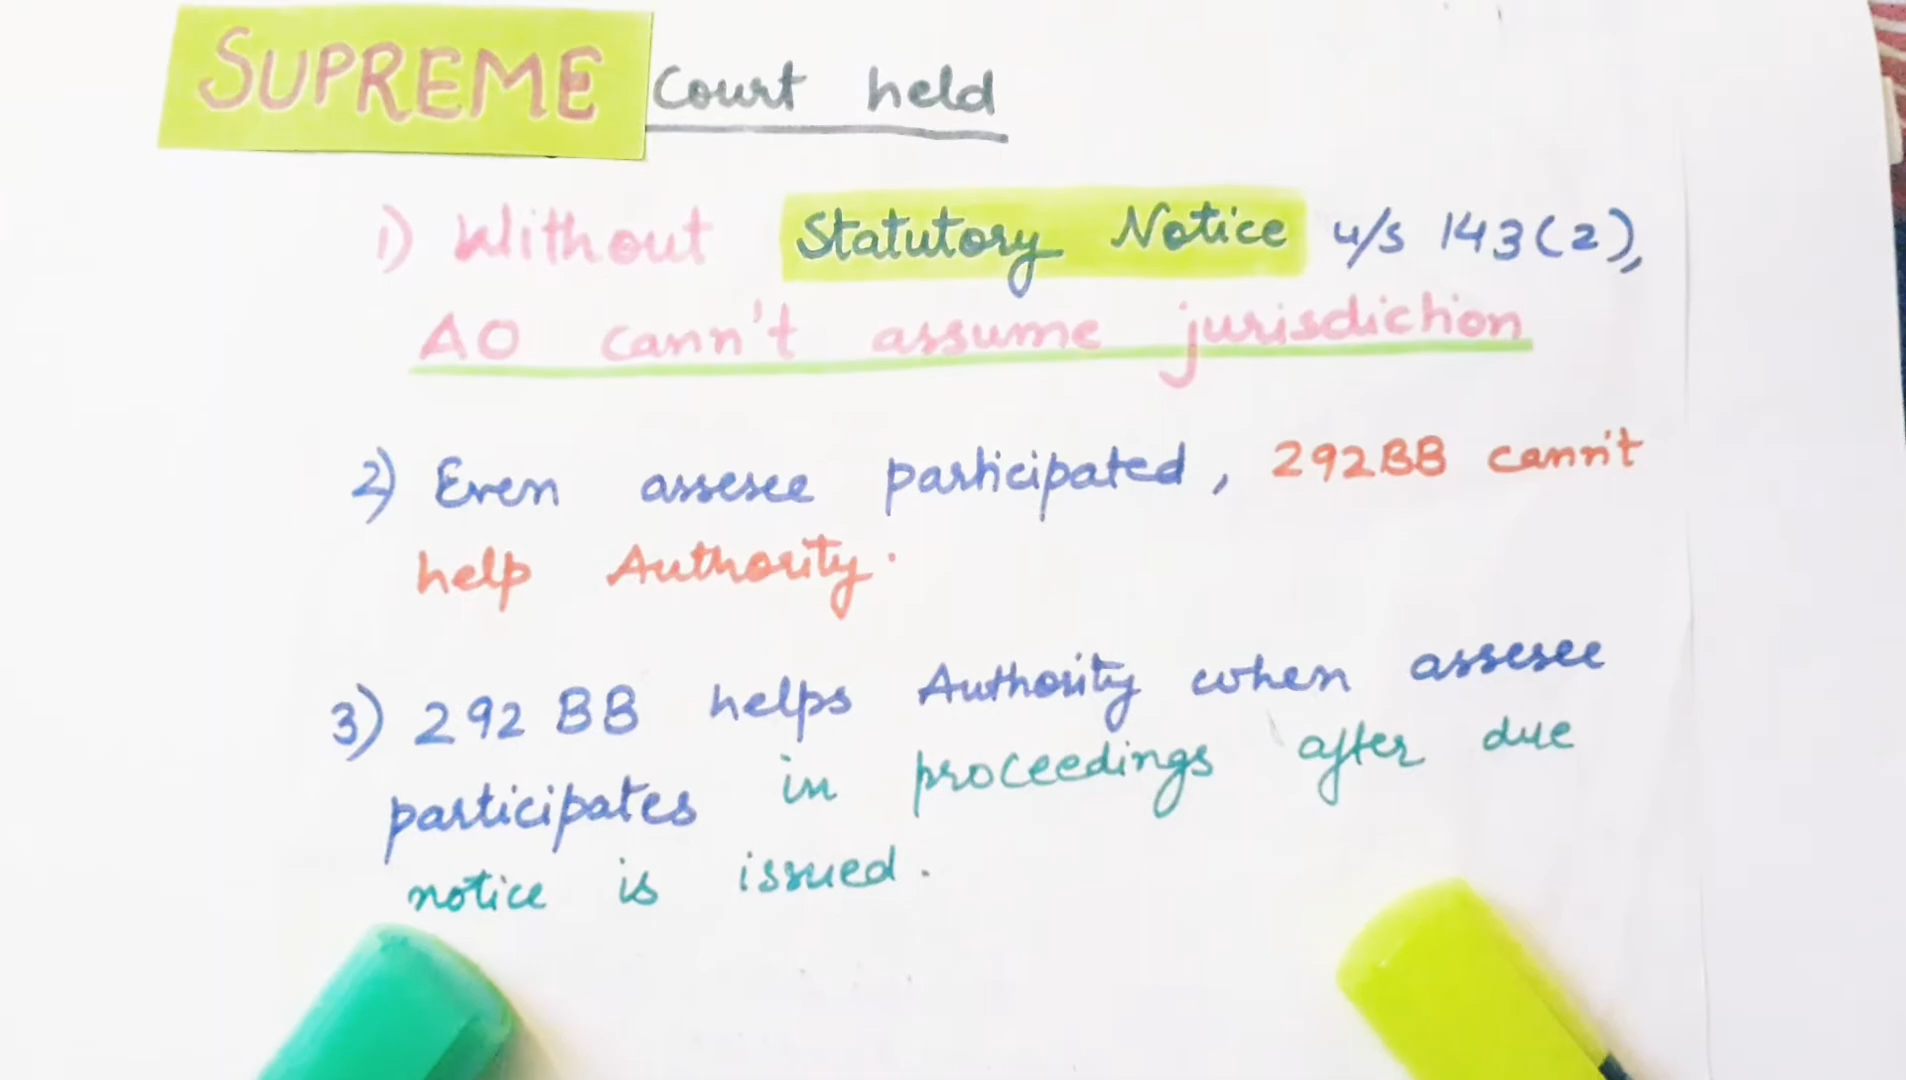 SUPREME Court held
1) Without Statutory Notice u/s 143(2),
AO cann't assume jurisdiction
2) Even assesee participated, 292BB cann't
help Authority.
3) 292 BB helps Authority when assesee
participates in proceedings after due
notice is issued.